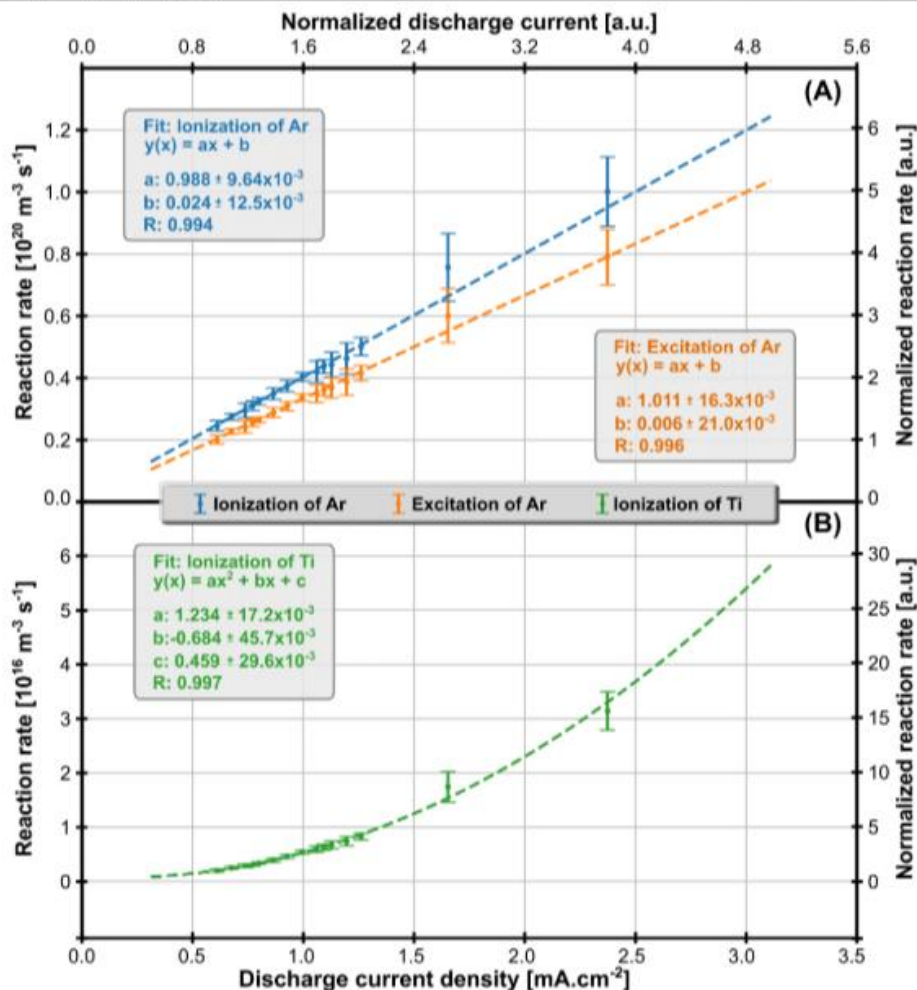 Normalized discharge current [a.u.]
0.0 0.8 1.6 2.4 3.2 4.0 4.8 5.6
(A)
Reaction rate [10²⁰ m⁻³ s⁻¹]
1.2
1.0
0.8
0.6
0.4
0.2
0.0
Fit: Ionization of Ar
y(x) = ax + b
a: 0.988 ± 9.64x10⁻³
b: 0.024 ± 12.5x10⁻³
R: 0.994
Fit: Excitation of Ar
y(x) = ax + b
a: 1.011 ± 16.3x10⁻³
b: 0.006 ± 21.0x10⁻³
R: 0.996
6
5
4
3
2
1
0
Normalized reaction rate [a.u.]
Ionization of Ar Excitation of Ar Ionization of Ti
(B)
Reaction rate [10¹⁶ m⁻³ s⁻¹]
6
5
4
3
2
1
0
Fit: Ionization of Ti
y(x) = ax² + bx + c
a: 1.234 ± 17.2x10⁻³
b:-0.684 ± 45.7x10⁻³
c: 0.459 ± 29.6x10⁻³
R: 0.997
30
25
20
15
10
5
0
Normalized reaction rate [a.u.]
0.0 0.5 1.0 1.5 2.0 2.5 3.0 3.5
Discharge current density [mA.cm⁻²]